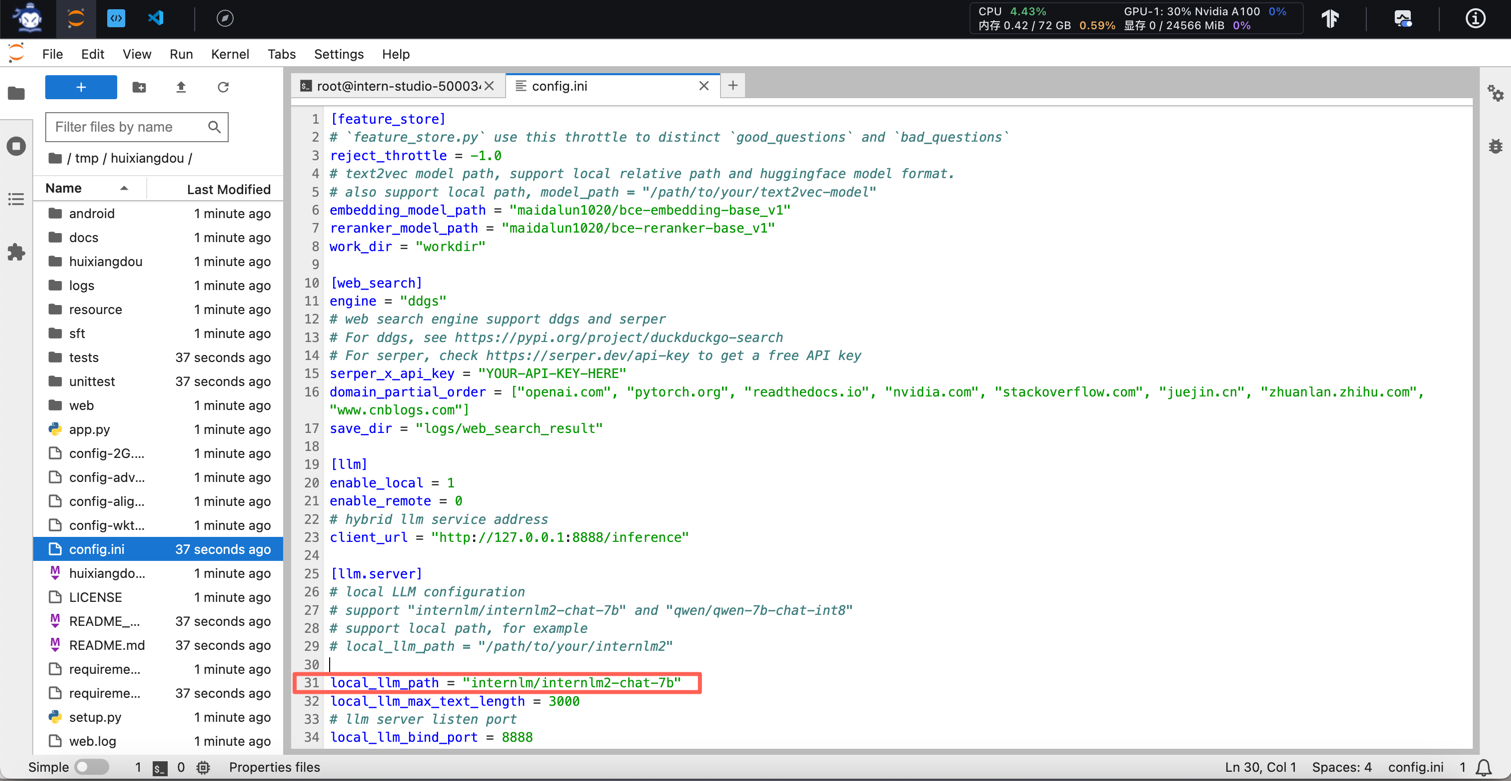 CPU 4.43% GPU-1: 30% Nvidia A100 0%
内存 0.42 / 72 GB 0.59% 显存 0 / 24566 MiB 0%
File Edit View Run Kernel Tabs Settings Help
root@intern-studio-50003 config.ini
Filter files by name
/ tmp / huixiangdou /
Name Last Modified
android 1 minute ago
docs 1 minute ago
huixiangdou 1 minute ago
logs 1 minute ago
resource 1 minute ago
sft 1 minute ago
tests 37 seconds ago
unittest 37 seconds ago
web 1 minute ago
app.py 1 minute ago
config-2G.... 1 minute ago
config-adv... 1 minute ago
config-alig... 1 minute ago
config-wkt... 1 minute ago
config.ini 37 seconds ago
huixiangdo... 1 minute ago
LICENSE 1 minute ago
README_... 37 seconds ago
README.md 37 seconds ago
requireme... 1 minute ago
requireme... 37 seconds ago
setup.py 1 minute ago
web.log 1 minute ago
1 [feature_store]
2 # `feature_store.py` use this throttle to distinct `good_questions` and `bad_questions`
3 reject_throttle = -1.0
4 # text2vec model path, support local relative path and huggingface model format.
5 # also support local path, model_path = "/path/to/your/text2vec-model"
6 embedding_model_path = "maidalun1020/bce-embedding-base_v1"
7 reranker_model_path = "maidalun1020/bce-reranker-base_v1"
8 work_dir = "workdir"
9
10 [web_search]
11 engine = "ddgs"
12 # web search engine support ddgs and serper
13 # For ddgs, see https://pypi.org/project/duckduckgo-search
14 # For serper, check https://serper.dev/api-key to get a free API key
15 serper_x_api_key = "YOUR-API-KEY-HERE"
16 domain_partial_order = ["openai.com", "pytorch.org", "readthedocs.io", "nvidia.com", "stackoverflow.com", "juejin.cn", "zhuanlan.zhihu.com",
"www.cnblogs.com"]
17 save_dir = "logs/web_search_result"
18
19 [llm]
20 enable_local = 1
21 enable_remote = 0
22 # hybrid llm service address
23 client_url = "http://127.0.0.1:8888/inference"
24
25 [llm.server]
26 # local LLM configuration
27 # support "internlm/internlm2-chat-7b" and "qwen/qwen-7b-chat-int8"
28 # support local path, for example
29 # local_llm_path = "/path/to/your/internlm2"
30
31 local_llm_path = "internlm/internlm2-chat-7b"
32 local_llm_max_text_length = 3000
33 # llm server listen port
34 local_llm_bind_port = 8888
Simple 1 0 Properties files Ln 30, Col 1 Spaces: 4 config.ini 1